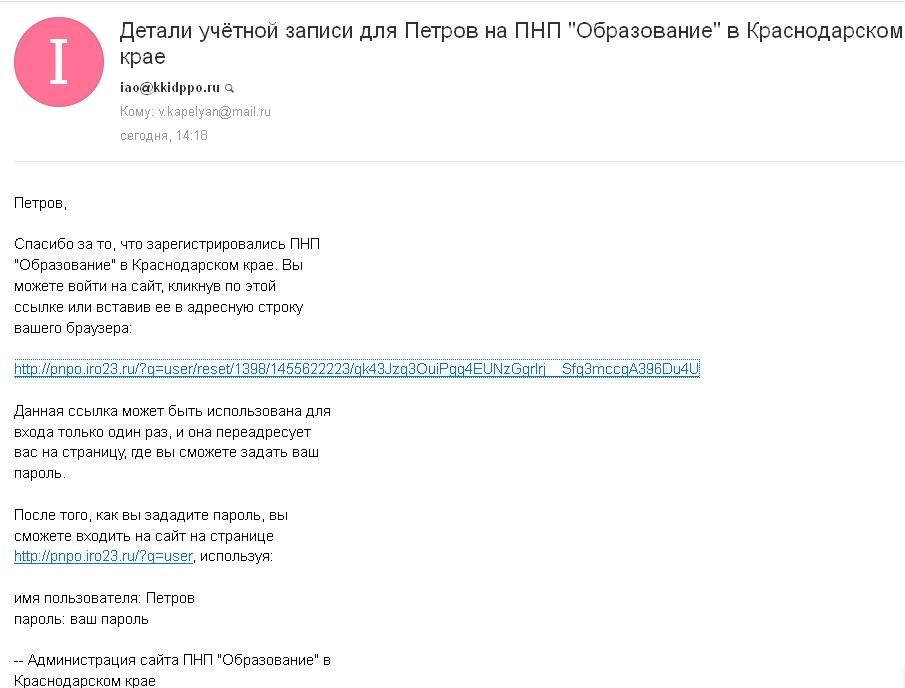 I
Детали учётной записи для Петров на ПНП "Образование" в Краснодарском
крае
iao@kkidppo.ru
Кому: v.kapelyan@mail.ru
сегодня, 14:18
Петров,
Спасибо за то, что зарегистрировались ПНП
"Образование" в Краснодарском крае. Вы
можете войти на сайт, кликнув по этой
ссылке или вставив ее в адресную строку
вашего браузера:
http://pnpo.iro23.ru/?q=user/reset/1398/1455622223/qk43Jzq3OuiPgq4EUNzGqrlrj__Sfq3mccgA396Du4U
Данная ссылка может быть использована для
входа только один раз, и она переадресует
вас на страницу, где вы сможете задать ваш
пароль.
После того, как вы зададите пароль, вы
сможете входить на сайт на странице
http://pnpo.iro23.ru/?q=user, используя:
имя пользователя: Петров
пароль: ваш пароль
-- Администрация сайта ПНП "Образование" в
Краснодарском крае